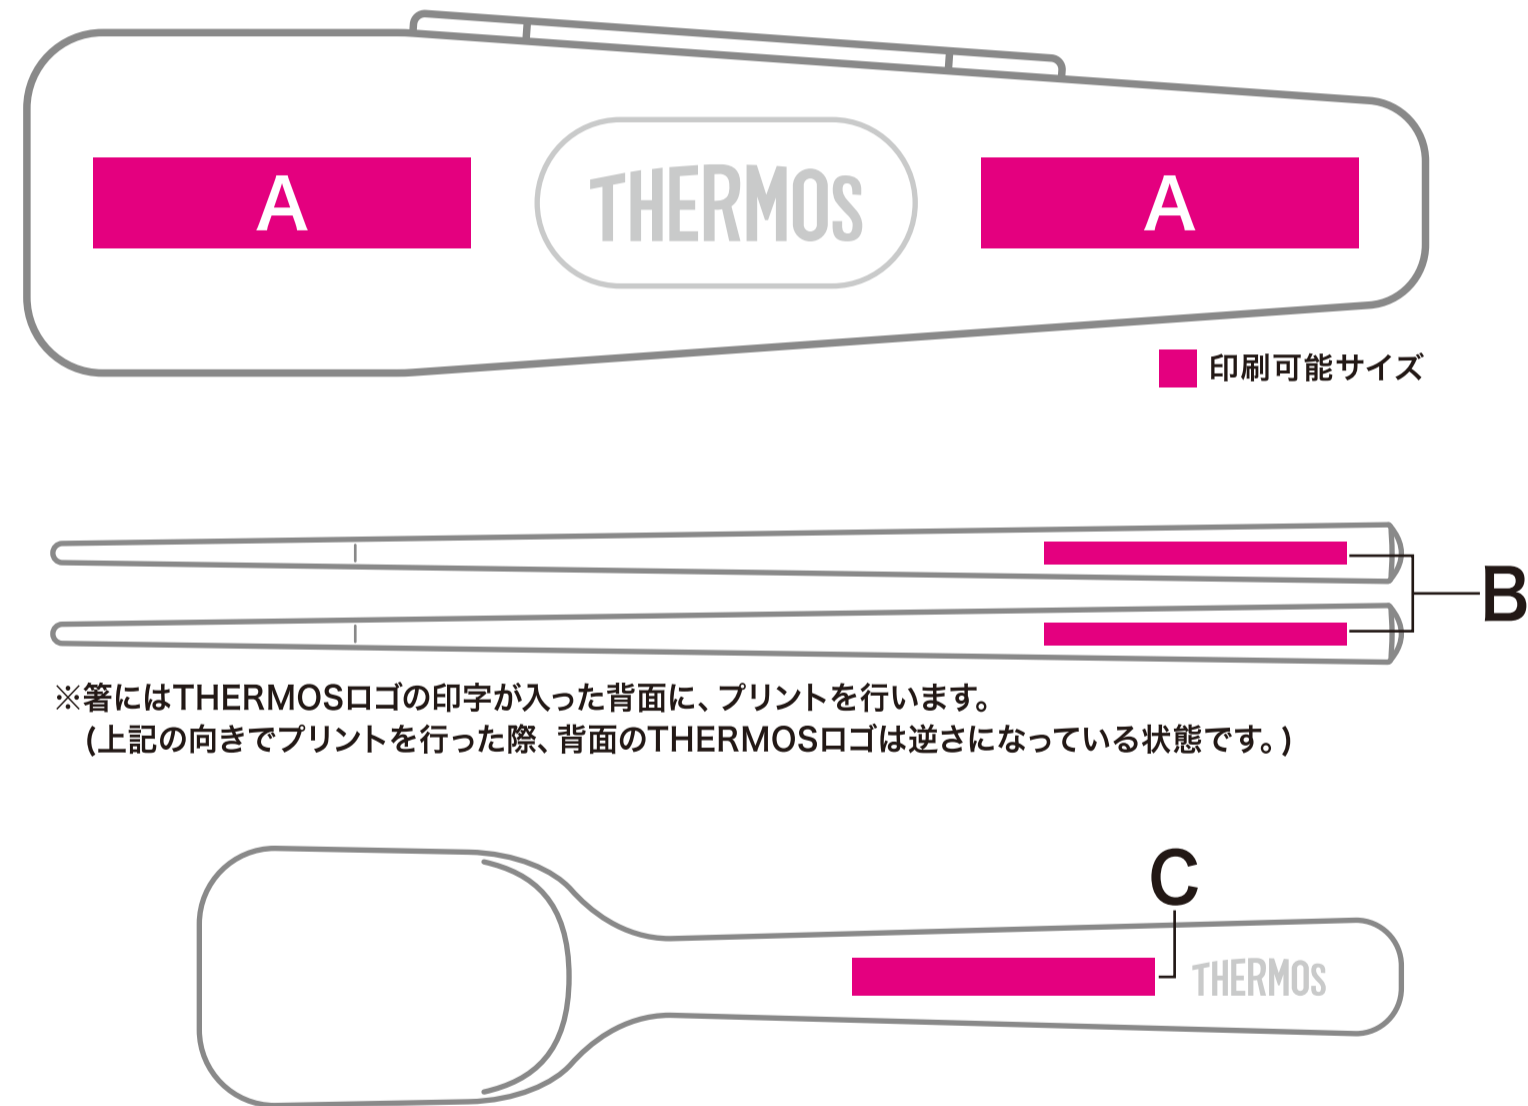 A
THERMOS
A
印刷可能サイズ
B
※箸にはTHERMOSロゴの印字が入った背面に、プリントを行います。
(上記の向きでプリントを行った際、背面のTHERMOSロゴは逆さになっている状態です。)
C
THERMOS